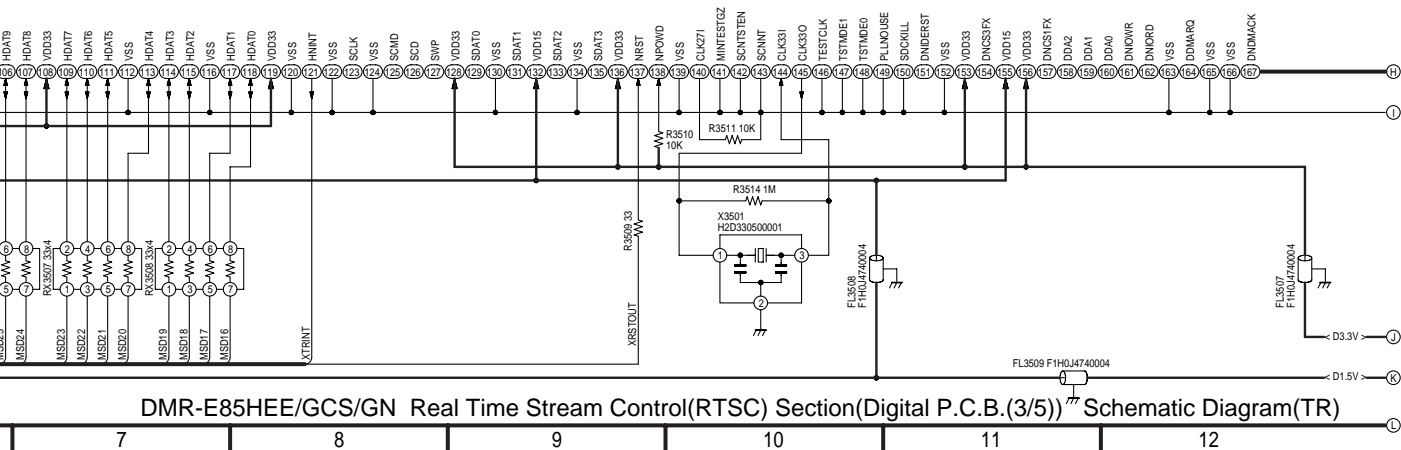 HDAT9 HDAT8 VDD33 HDAT7 HDAT6 HDAT5 VSS HDAT4 HDAT3 HDAT2 VSS HDAT1 HDAT0 VDD33 VSS HNINT VSS SCLK VSS SCMD SCD SWP VDD33 SDAT0 VSS SDAT1 VDD15 SDAT2 VSS SDAT3 VDD33 NRST NPOWD VSS CLK27I MINTESTGZ SCNTSTEN SCNNT CLK33I CLK33O TESTCLK TSTMDE1 TSTMDE0 PLLNOUSE SDCKILL DNIDERST VSS VDD33 DNCS3FX VDD15 VDD33 DNCS1FX DDA2 DDA1 DDA0 DNIOWR DNIORD VSS DDMARQ VSS VSS DNDMACK
106 107 108 109 110 111 112 113 114 115 116 117 118 119 120 121 122 123 124 125 126 127 128 129 130 131 132 133 134 135 136 137 138 139 140 141 142 143 144 145 146 147 148 149 150 151 152 153 154 155 156 157 158 159 160 161 162 163 164 165 166 167 H
I
R3510 10K
R3511 10K
R3514 1M
X3501
H2D330500001
R3509 33
6 8 RX3507 33x4 2 4 6 8 RX3508 33x4 2 4 6 8
1 3
5 7 1 3 5 7 1 3 5 7
2
FL3508
F1H0J4740004
FL3507
F1H0J4740004
MSD24 MSD23 MSD22 MSD21 MSD20 MSD19 MSD18 MSD17 MSD16 XTRINT XRSTOUT
< D3.3V > J
FL3509 F1H0J4740004
< D1.5V > K
DMR-E85HEE/GCS/GN Real Time Stream Control(RTSC) Section(Digital P.C.B.(3/5)) Schematic Diagram(TR)
L
7 8 9 10 11 12